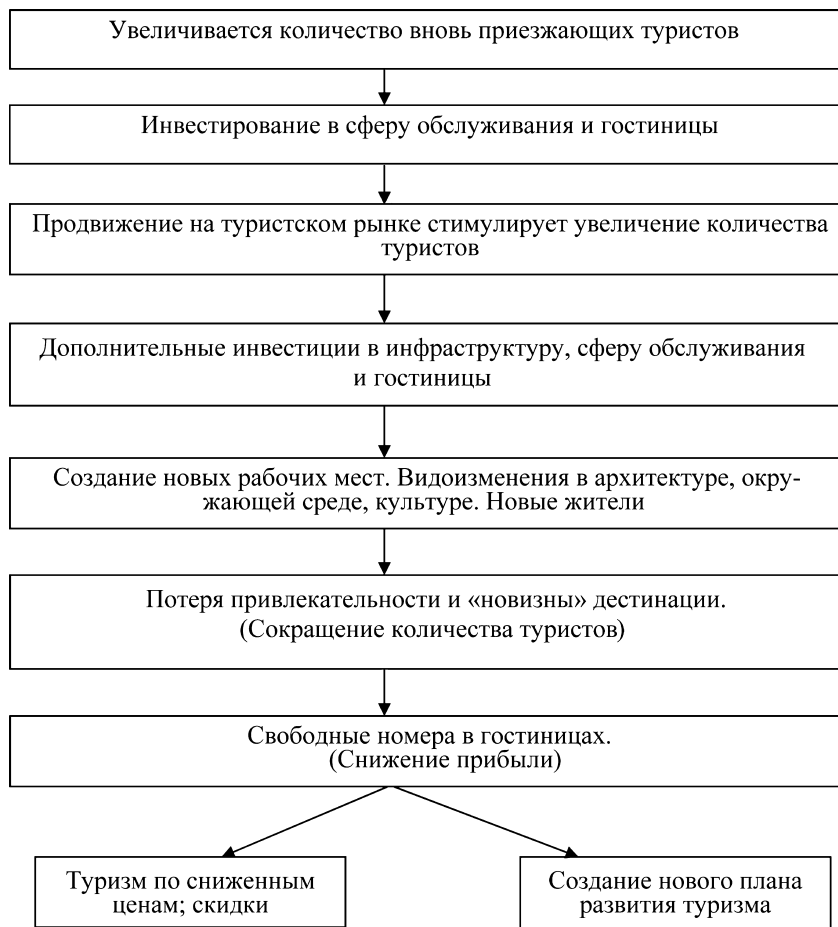 Увеличивается количество вновь приезжающих туристов
Инвестирование в сферу обслуживания и гостиницы
Продвижение на туристском рынке стимулирует увеличение количества
туристов
Дополнительные инвестиции в инфраструктуру, сферу обслуживания
и гостиницы
Создание новых рабочих мест. Видоизменения в архитектуре, окру-
жающей среде, культуре. Новые жители
Потеря привлекательности и «новизны» дестинации.
(Сокращение количества туристов)
Свободные номера в гостиницах.
(Снижение прибыли)
Туризм по сниженным
ценам; скидки
Создание нового плана
развития туризма